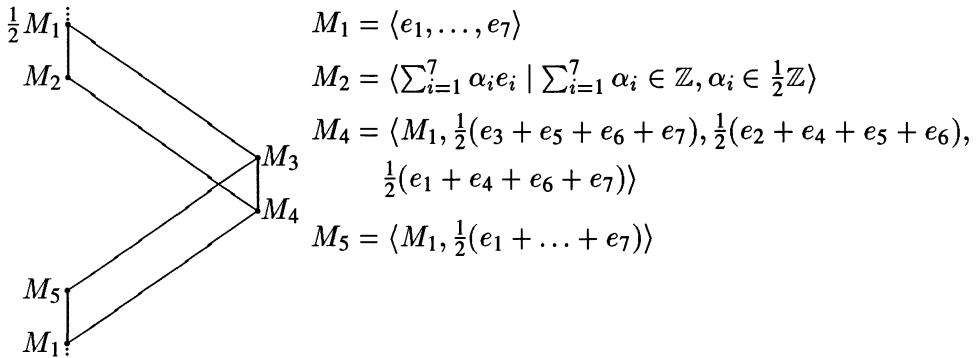 ½M₁
M₂
M₃
M₄
M₅
M₁
M₁ = ⟨e₁, . . . , e₇⟩
M₂ = ⟨∑⁷ᵢ₌₁ αᵢeᵢ | ∑⁷ᵢ₌₁ αᵢ ∈ ℤ, αᵢ ∈ ½ℤ⟩
M₄ = ⟨M₁, ½(e₃ + e₅ + e₆ + e₇), ½(e₂ + e₄ + e₅ + e₆),
½(e₁ + e₄ + e₆ + e₇)⟩
M₅ = ⟨M₁, ½(e₁ + . . . + e₇)⟩